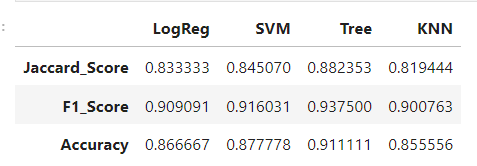 LogReg SVM Tree KNN
Jaccard_Score 0.833333 0.845070 0.882353 0.819444
F1_Score 0.909091 0.916031 0.937500 0.900763
Accuracy 0.866667 0.877778 0.911111 0.855556